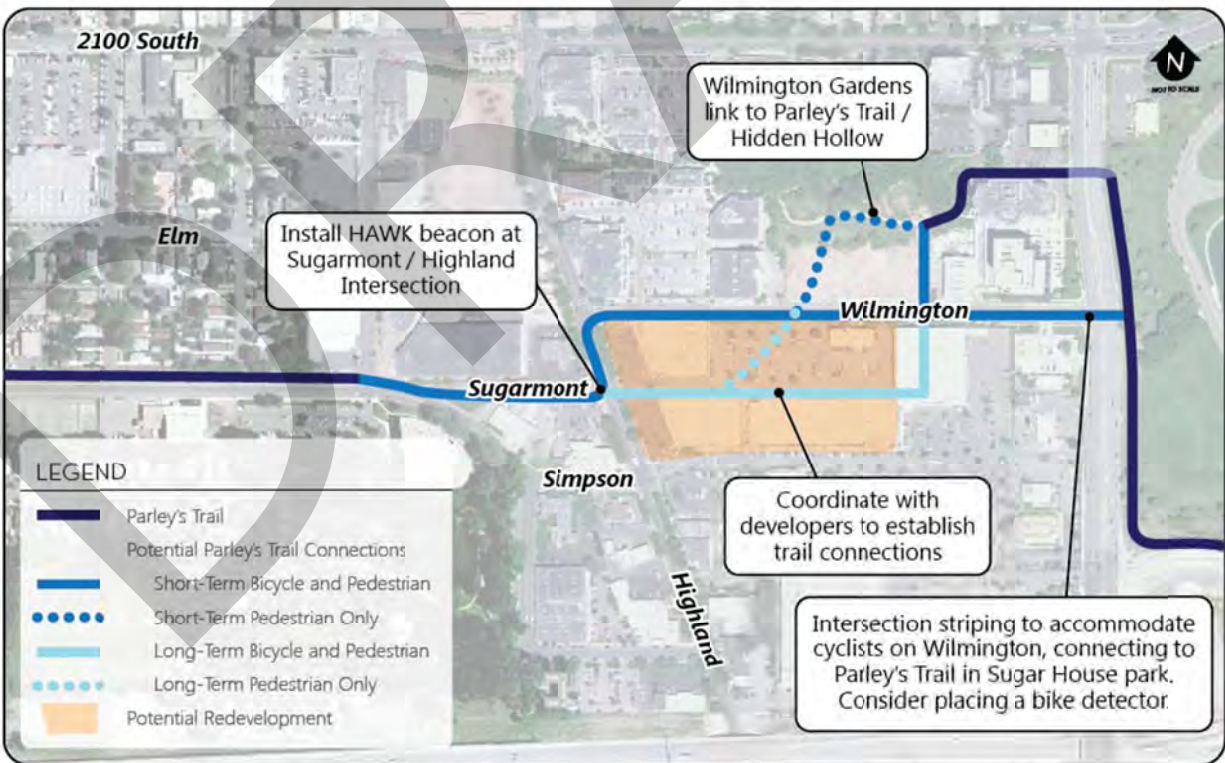 2100 South
N
NOT TO SCALE
Wilmington Gardens
link to Parley's Trail /
Hidden Hollow
Elm
Install HAWK beacon at
Sugarmont / Highland
Intersection
Wilmington
Sugarmont
Simpson
Coordinate with
developers to establish
trail connections
Highland
Intersection striping to accommodate
cyclists on Wilmington, connecting to
Parley's Trail in Sugar House park.
Consider placing a bike detector.
LEGEND
Parley's Trail
Potential Parley's Trail Connections
Short-Term Bicycle and Pedestrian
Short-Term Pedestrian Only
Long-Term Bicycle and Pedestrian
Long-Term Pedestrian Only
Potential Redevelopment